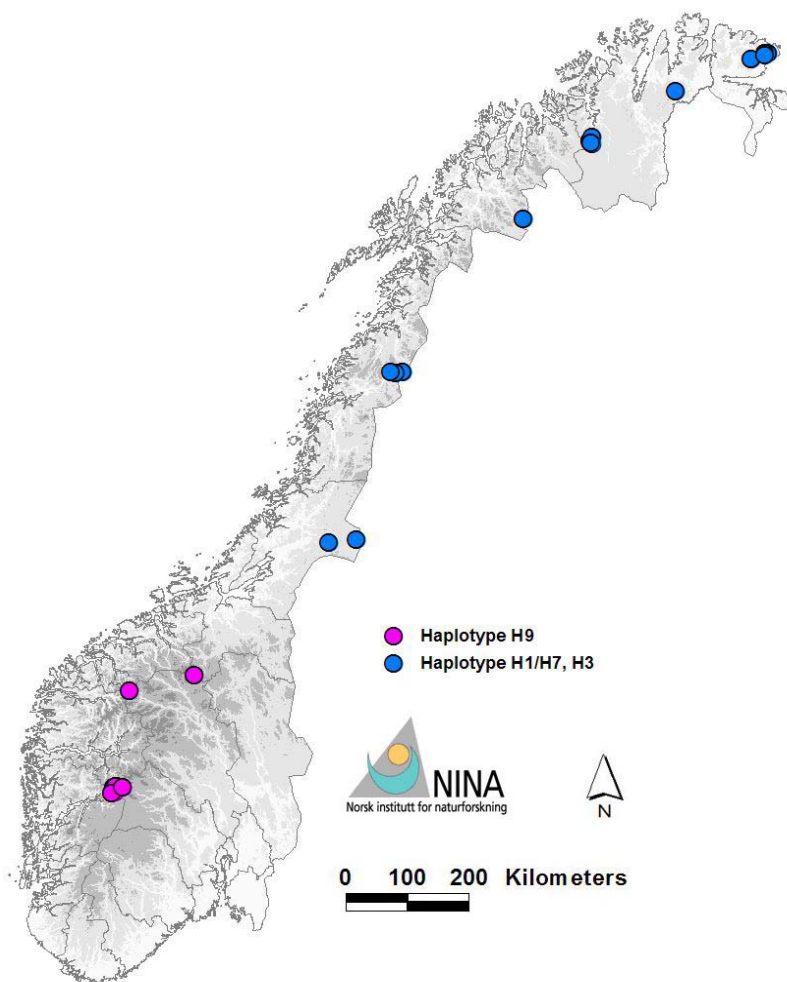 Haplotype H9
Haplotype H1/H7, H3
NINA
Norsk institutt for naturforskning
N
0 100 200 Kilometers